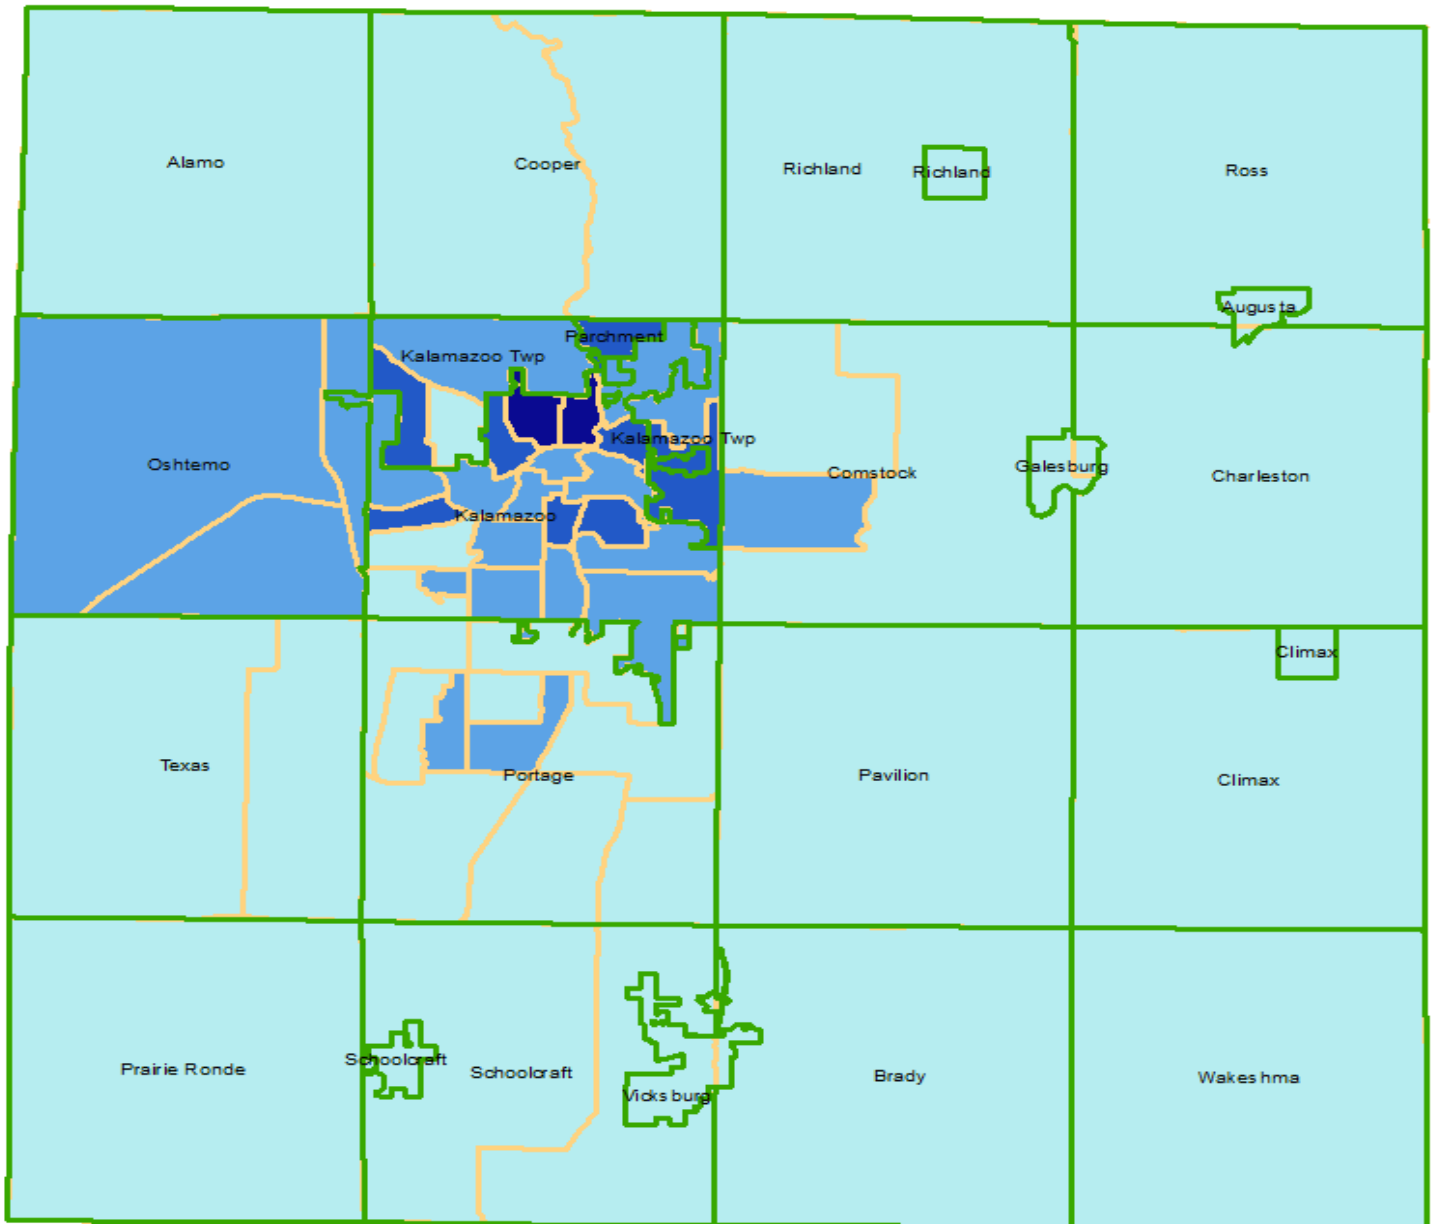 Alamo
Cooper
Richland
Richland
Ross
Augusta
Parchment
Kalamazoo Twp
Kalamazoo Twp
Oshtemo
Comstock
Galesburg
Charleston
Kalamazoo
Climax
Texas
Portage
Pavilion
Climax
Prairie Ronde
Schoolcraft
Schoolcraft
Vicksburg
Brady
Wakeshma